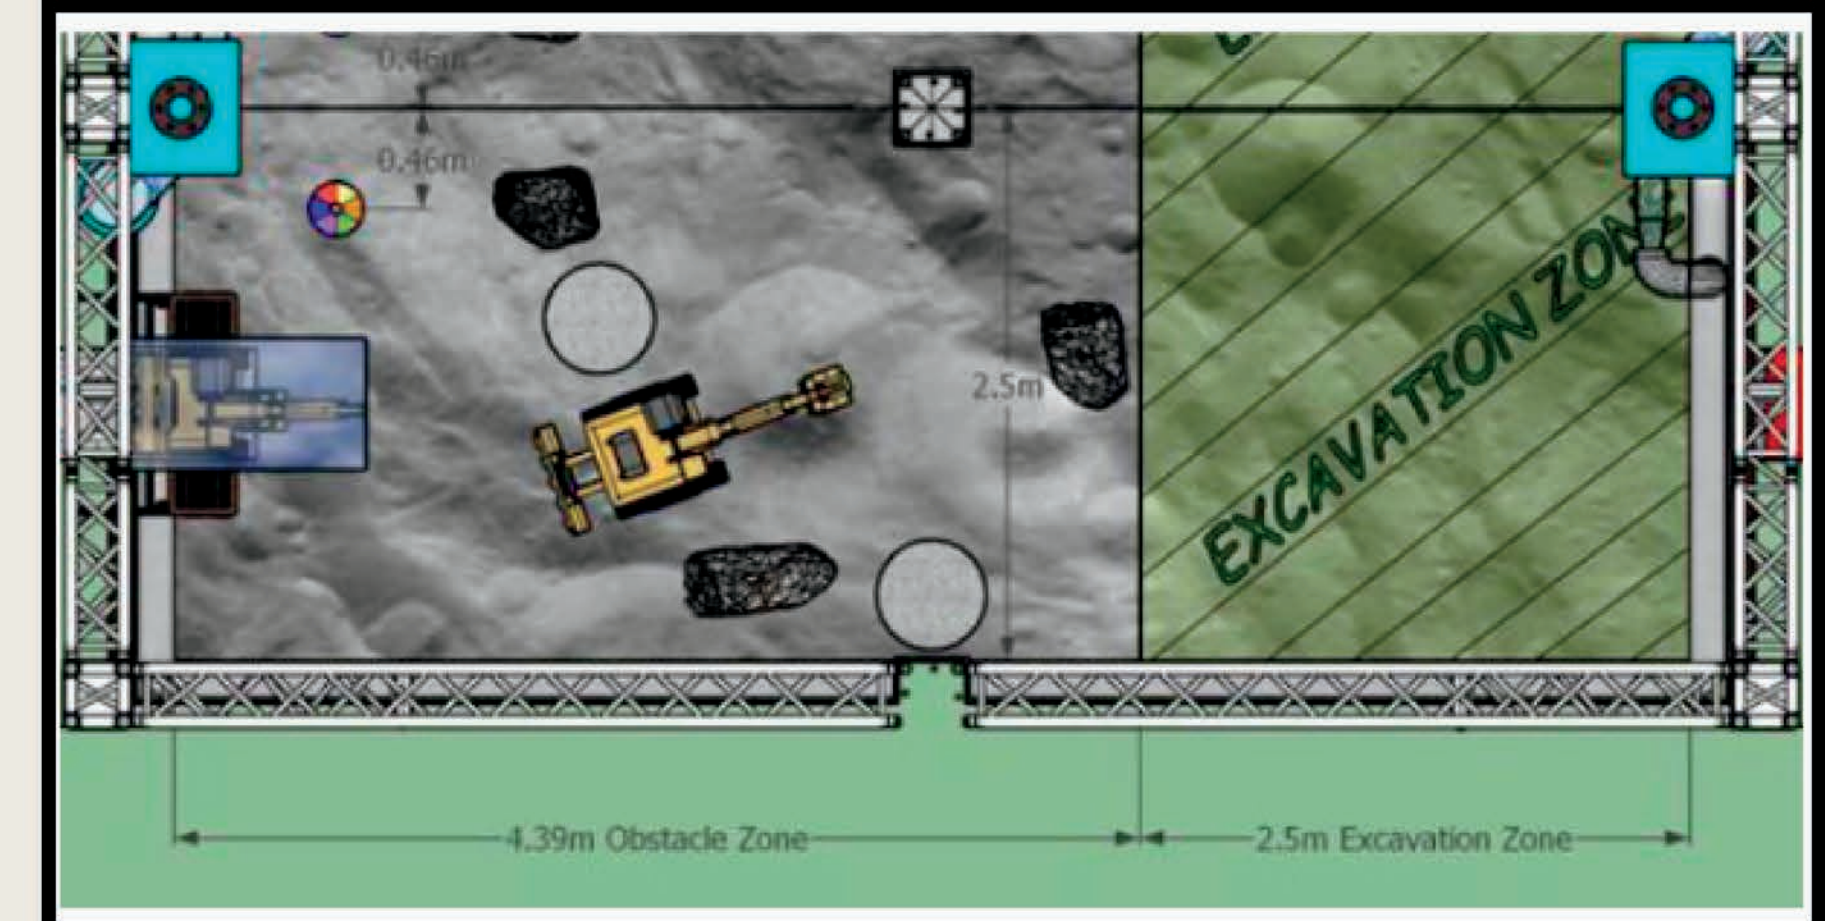 0.46m
0.46m
2.5m
EXCAVATION ZONE
4.39m Obstacle Zone
2.5m Excavation Zone